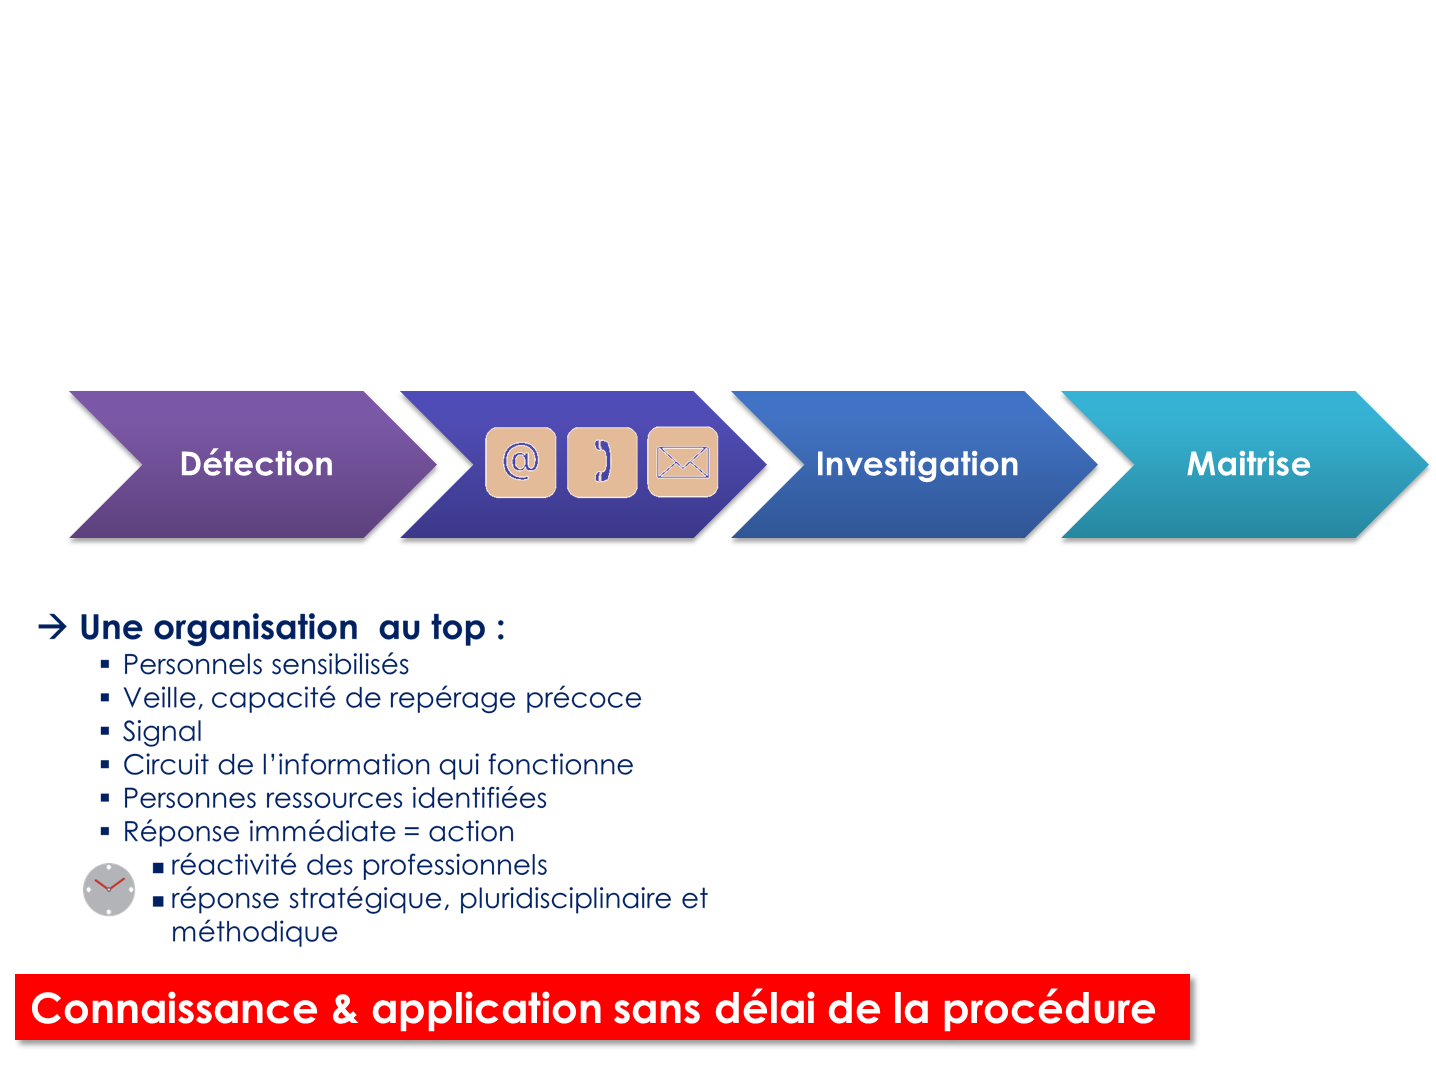 Détection
@
Investigation
Maitrise
→ Une organisation au top :
▪ Personnels sensibilisés
▪ Veille, capacité de repérage précoce
▪ Signal
▪ Circuit de l’information qui fonctionne
▪ Personnes ressources identifiées
▪ Réponse immédiate = action
■ réactivité des professionnels
■ réponse stratégique, pluridisciplinaire et
méthodique
Connaissance & application sans délai de la procédure